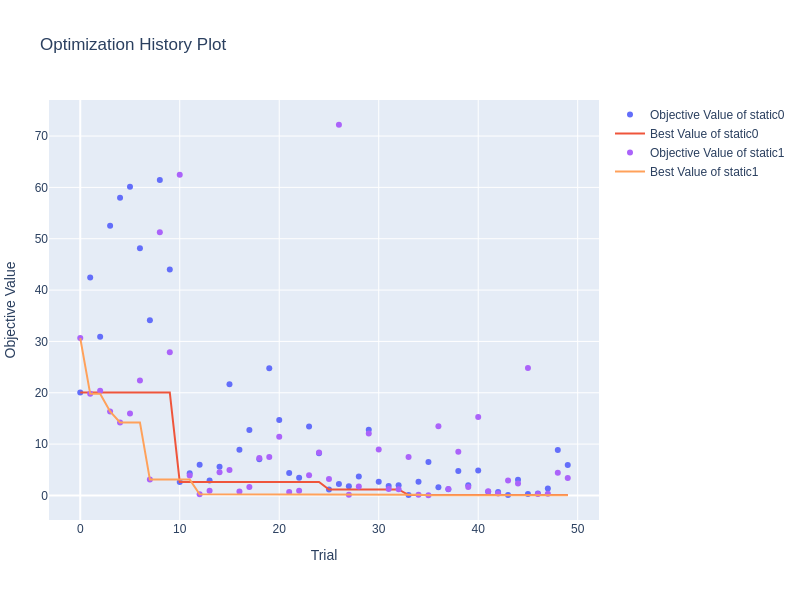 Optimization History Plot
Objective Value of static0
Best Value of static0
Objective Value of static1
Best Value of static1
70
60
50
40
30
20
10
0
Objective Value
0 10 20 30 40 50
Trial